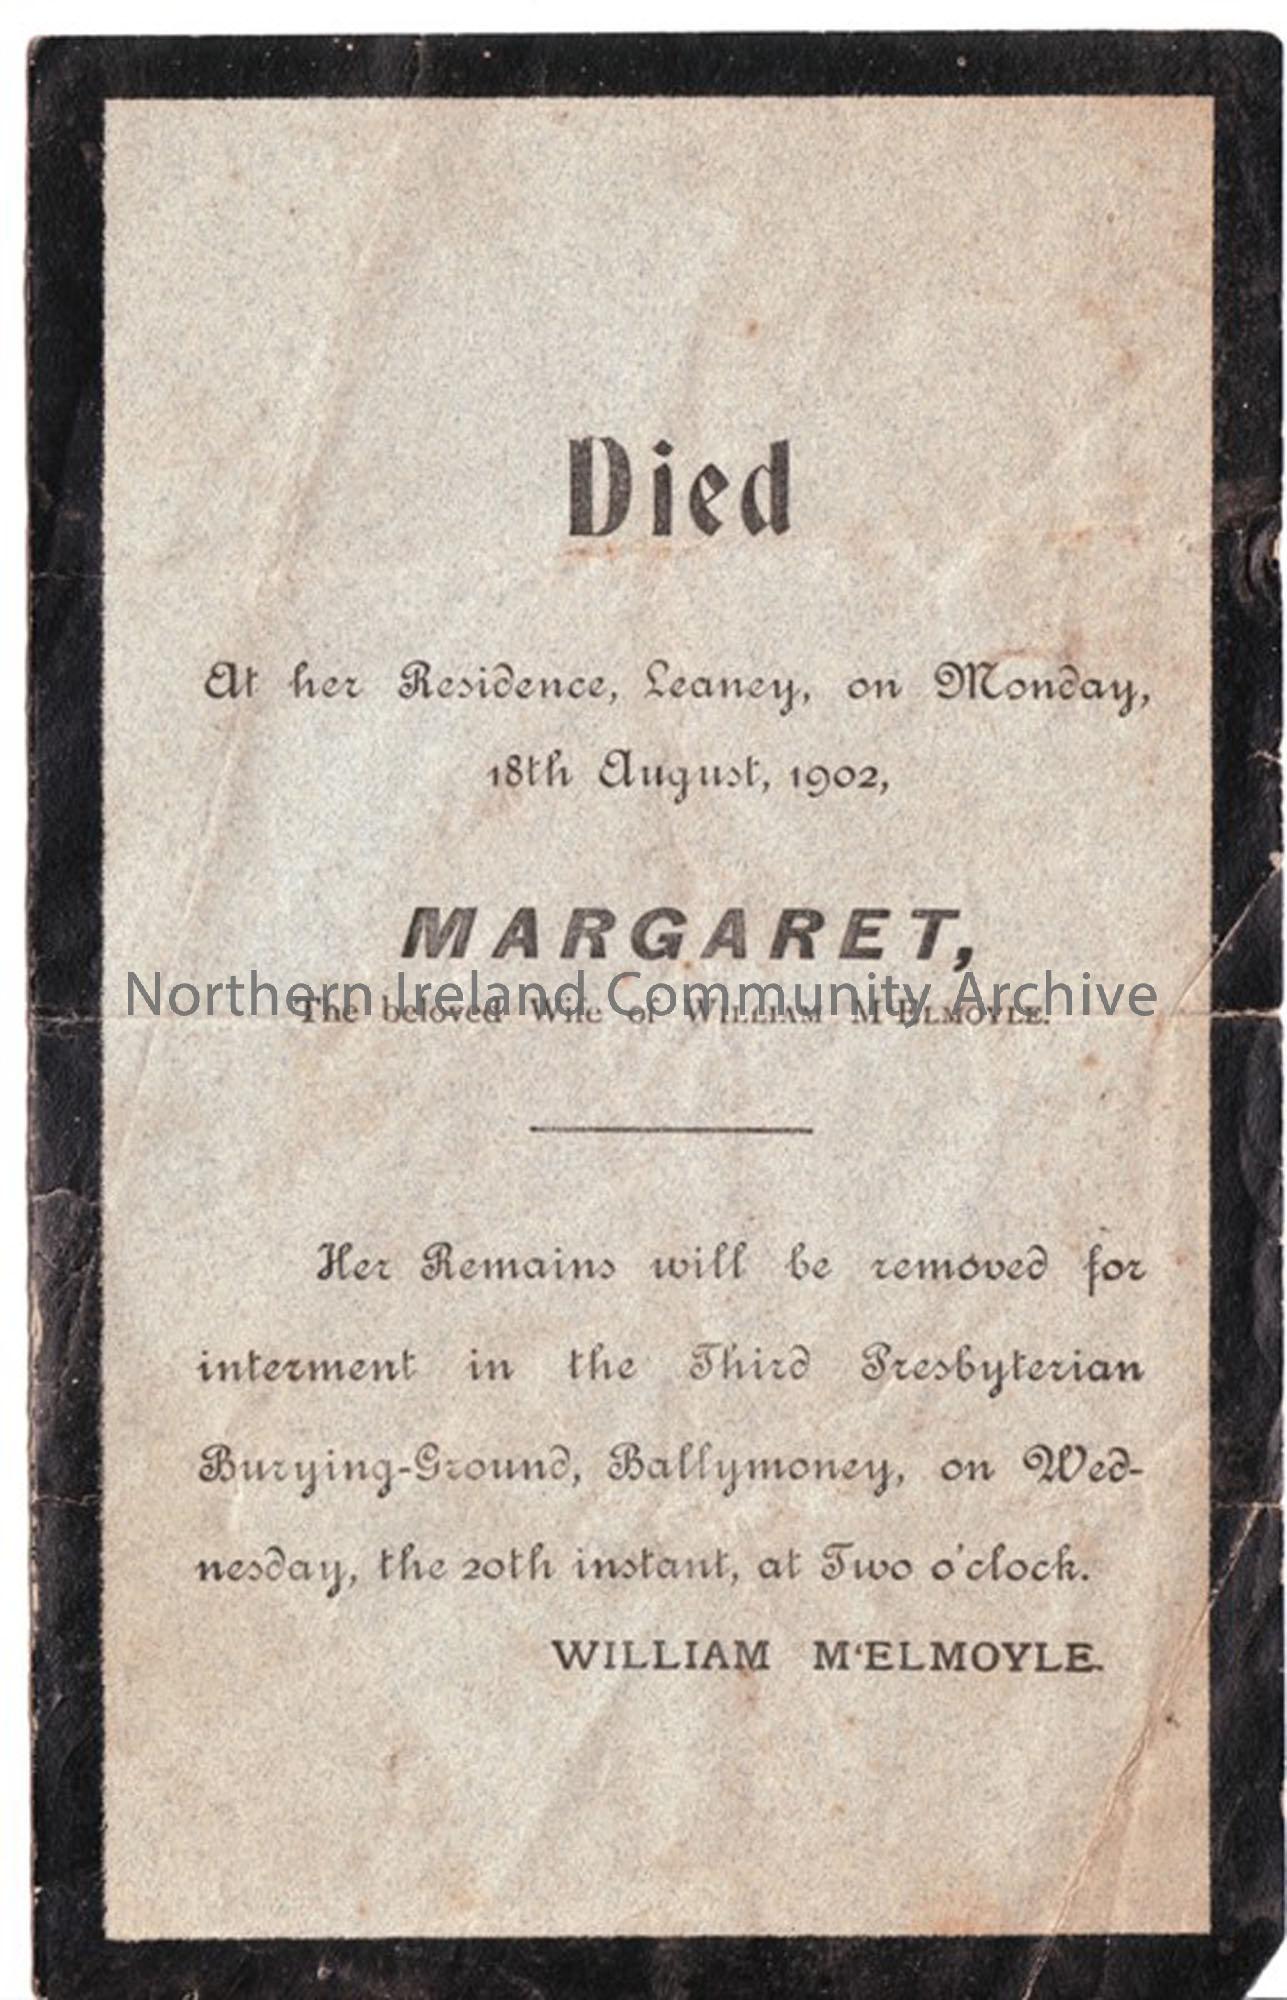 Died
At her Residence, Leaney, on Monday,
18th August, 1902,
MARGARET,
Northern Ireland Community Archive
The beloved Wife of WILLIAM M'ELMOYLE.
Her Remains will be removed for
interment in the Third Presbyterian
Burying-Ground, Ballymoney, on Wed-
nesday, the 20th instant, at Two o'clock.
WILLIAM M‘ELMOYLE.